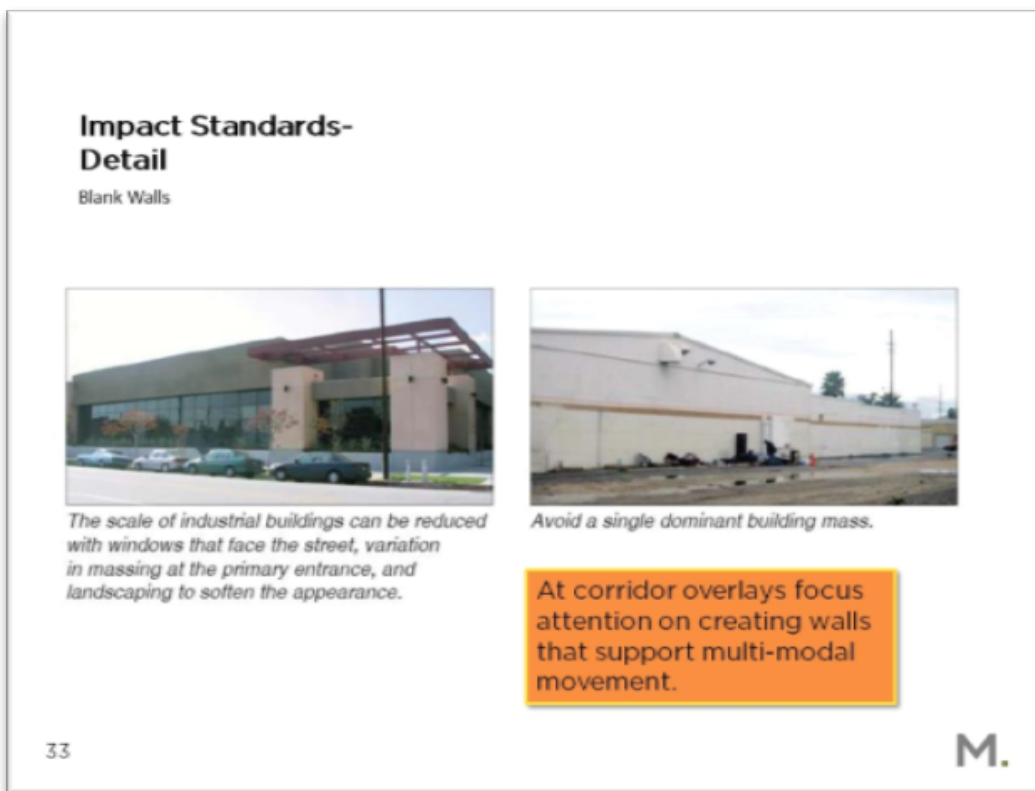 Impact Standards-
Detail
Blank Walls
The scale of industrial buildings can be reduced
with windows that face the street, variation
in massing at the primary entrance, and
landscaping to soften the appearance.
Avoid a single dominant building mass.
At corridor overlays focus
attention on creating walls
that support multi-modal
movement.
33
M.